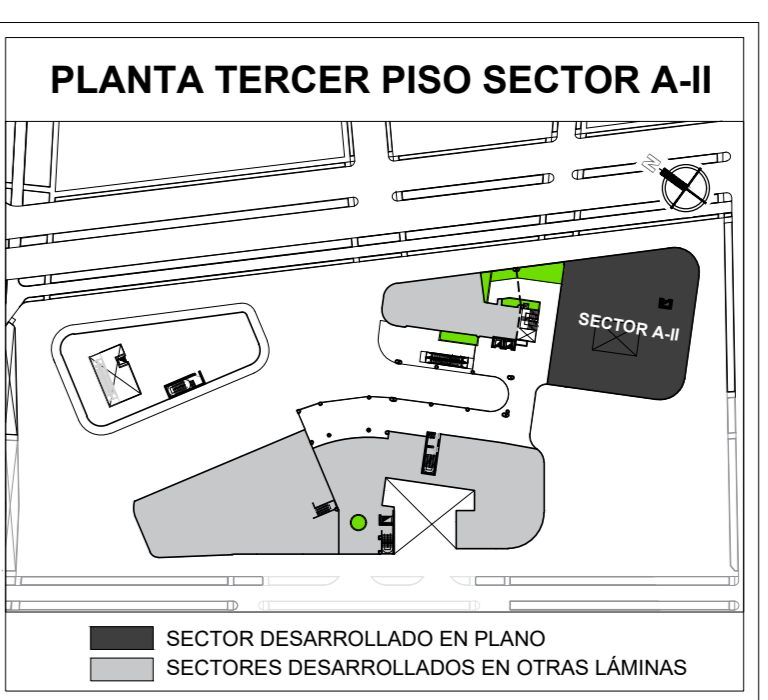 PLANTA TERCER PISO SECTOR A-II
N
SECTOR A-II
SECTOR DESARROLLADO EN PLANO
SECTORES DESARROLLADOS EN OTRAS LÁMINAS